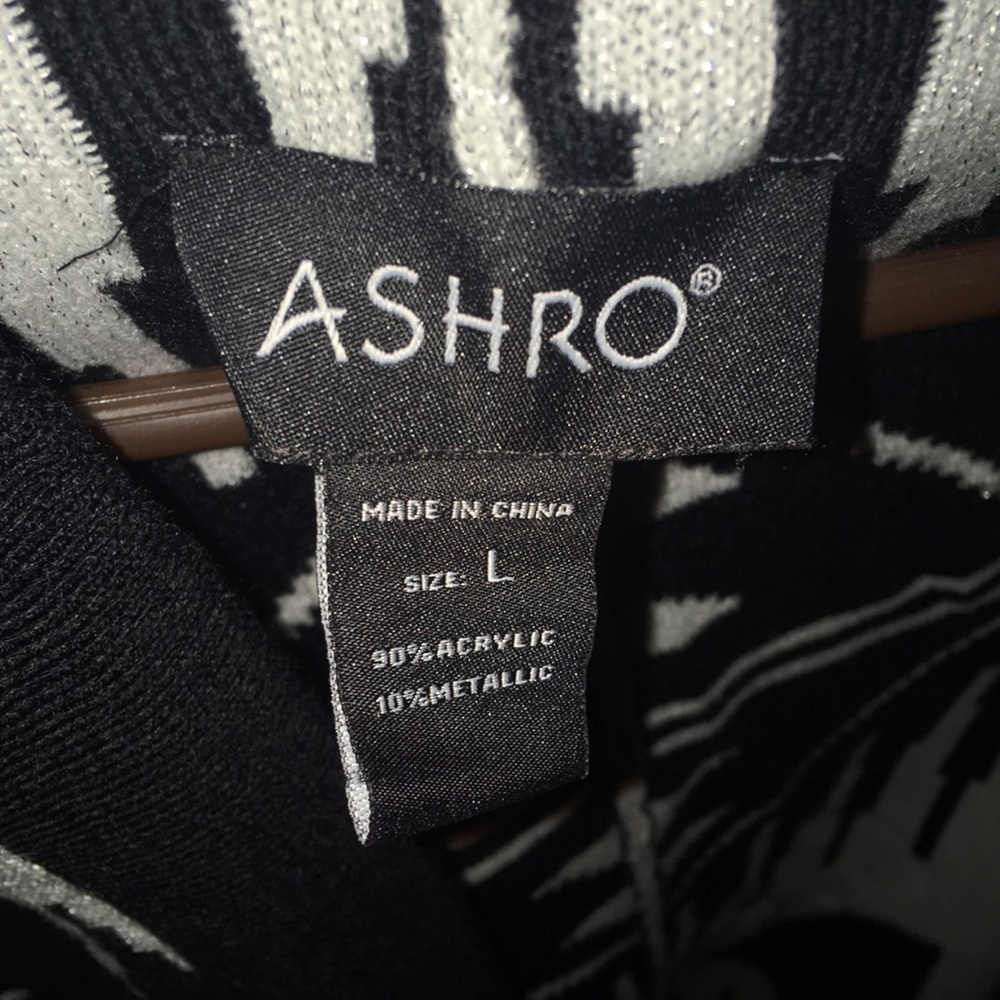 ASHRO®
MADE IN CHINA
SIZE: L
90%ACRYLIC
10%METALLIC